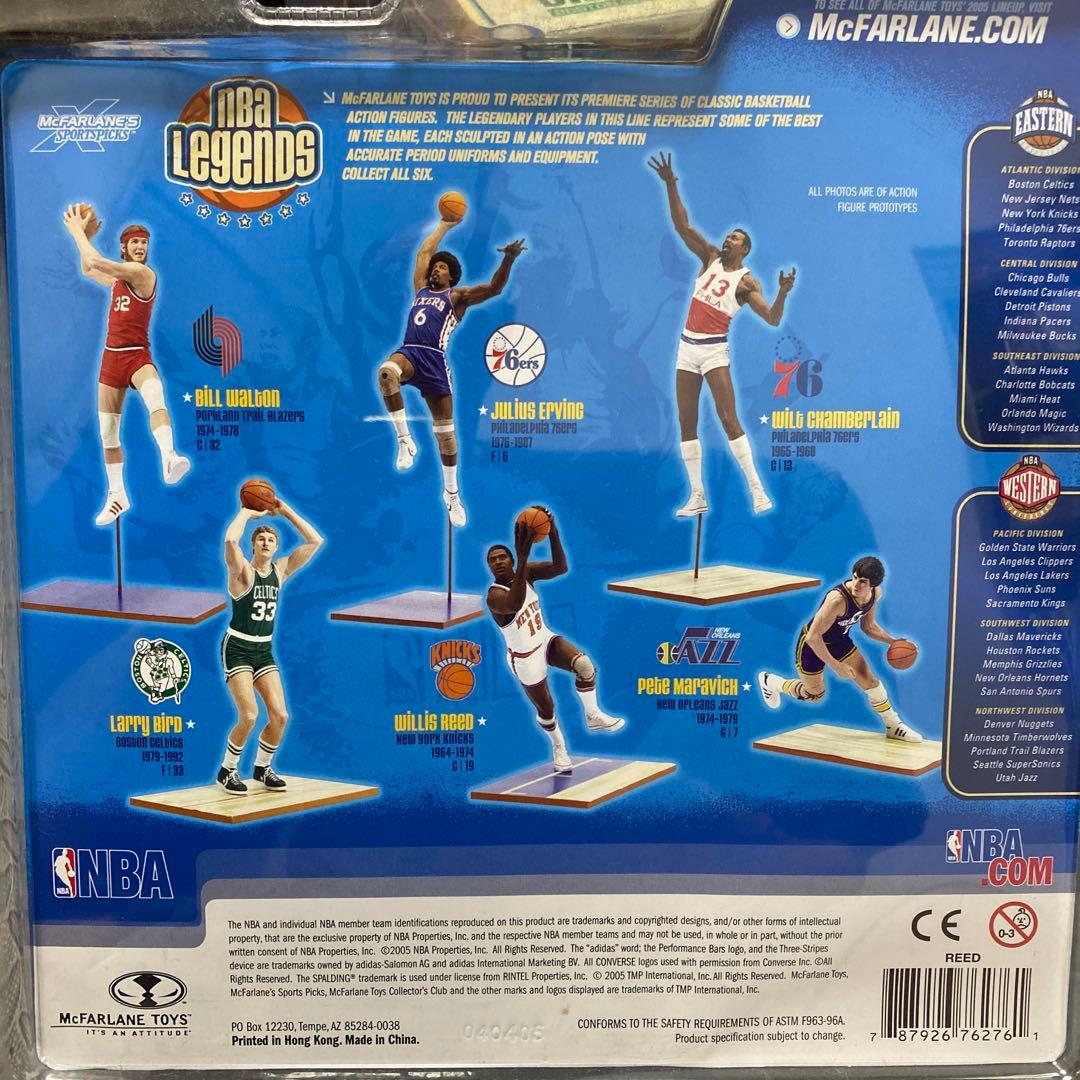 TO SEE ALL OF McFARLANE TOYS' 2005 LINEUP, VISIT
McFARLANE.COM
McFARLANE'S
SPORTSPICKS™
nba
Legends
McFARLANE TOYS IS PROUD TO PRESENT ITS PREMIERE SERIES OF CLASSIC BASKETBALL
ACTION FIGURES. THE LEGENDARY PLAYERS IN THIS LINE REPRESENT SOME OF THE BEST
IN THE GAME, EACH SCULPTED IN AN ACTION POSE WITH
ACCURATE PERIOD UNIFORMS AND EQUIPMENT.
COLLECT ALL SIX.
ALL PHOTOS ARE OF ACTION
FIGURE PROTOTYPES
32
BILL WALTON
PORTLAND TRAIL BLAZERS
1974-1978
C | 32
6
76ers
JULIUS ERVING
PHILADELPHIA 76ERS
1976-1987
F | 6
13
PHILA
76
WILT CHAMBERLAIN
PHILADELPHIA 76ERS
1965-1968
C | 13
CELTICS
33
BOSTON CELTICS
LARRY BIRD
BOSTON CELTICS
1979-1992
F | 33
NEW YORK
19
KNICKS
WILLIS REED
NEW YORK KNICKS
1964-1974
C | 19
NEW ORLEANS
JAZZ
PETE MARAVICH
NEW ORLEANS JAZZ
1974-1979
G | 7
NBA
EASTERN
ATLANTIC DIVISION
Boston Celtics
New Jersey Nets
New York Knicks
Philadelphia 76ers
Toronto Raptors
CENTRAL DIVISION
Chicago Bulls
Cleveland Cavaliers
Detroit Pistons
Indiana Pacers
Milwaukee Bucks
SOUTHEAST DIVISION
Atlanta Hawks
Charlotte Bobcats
Miami Heat
Orlando Magic
Washington Wizards
NBA
WESTERN
PACIFIC DIVISION
Golden State Warriors
Los Angeles Clippers
Los Angeles Lakers
Phoenix Suns
Sacramento Kings
SOUTHWEST DIVISION
Dallas Mavericks
Houston Rockets
Memphis Grizzlies
New Orleans Hornets
San Antonio Spurs
NORTHWEST DIVISION
Denver Nuggets
Minnesota Timberwolves
Portland Trail Blazers
Seattle SuperSonics
Utah Jazz
NBA
NBA
NBA
.COM
The NBA and individual NBA member team identifications reproduced on this product are trademarks and copyrighted designs, and/or other forms of intellectual
property, that are the exclusive property of NBA Properties, Inc. and the respective NBA member teams and may not be used, in whole or in part, without the prior
written consent of NBA Properties, Inc. ©2005 NBA Properties, Inc. All Rights Reserved. The "adidas" word; the Performance Bars logo, and the Three-Stripes
device are trademarks owned by adidas-Salomon AG and adidas International Marketing BV. All CONVERSE logos used with permission from Converse Inc. ©All
Rights Reserved. The SPALDING® trademark is used under license from RINTEL Properties, Inc. © 2005 TMP International, Inc. All Rights Reserved. McFarlane Toys,
McFarlane's Sports Picks, McFarlane Toys Collector's Club and the other marks and logos displayed are trademarks of TMP International, Inc.
CE
0-3
REED
McFARLANE TOYS™
IT'S AN ATTITUDE
PO Box 12230, Tempe, AZ 85284-0038
Printed in Hong Kong. Made in China.
040405
CONFORMS TO THE SAFETY REQUIREMENTS OF ASTM F963-96A.
Product specification subject to change.
7 87926 76276 1